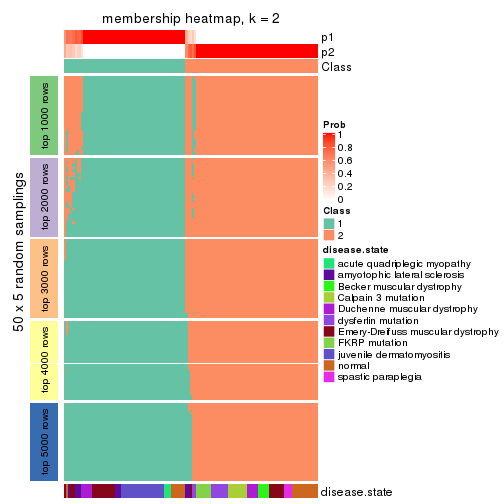 membership heatmap, k = 2
p1
p2
Class
50 x 5 random samplings
top 1000 rows
top 2000 rows
top 3000 rows
top 4000 rows
top 5000 rows
Prob
1
0.8
0.6
0.4
0.2
0
Class
1
2
disease.state
acute quadriplegic myopathy
amyotophic lateral sclerosis
Becker muscular dystrophy
Calpain 3 mutation
Duchenne muscular dystrophy
dysferlin mutation
Emery-Dreifuss muscular dystrophy
FKRP mutation
juvenile dermatomyositis
normal
spastic paraplegia
disease.state